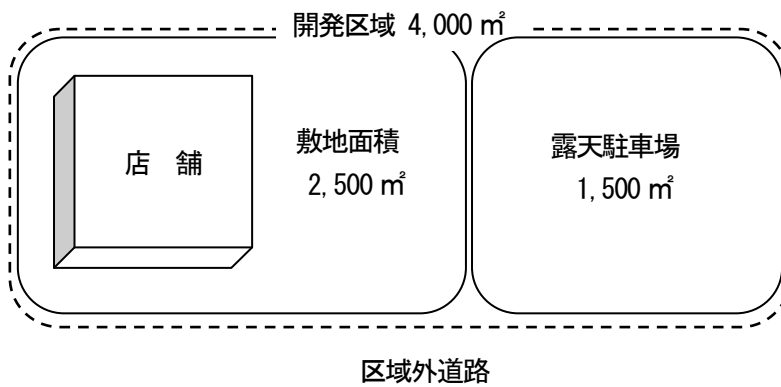 開発区域 4,000 ㎡
店 舗
敷地面積
2,500 ㎡
露天駐車場
1,500 ㎡
区域外道路